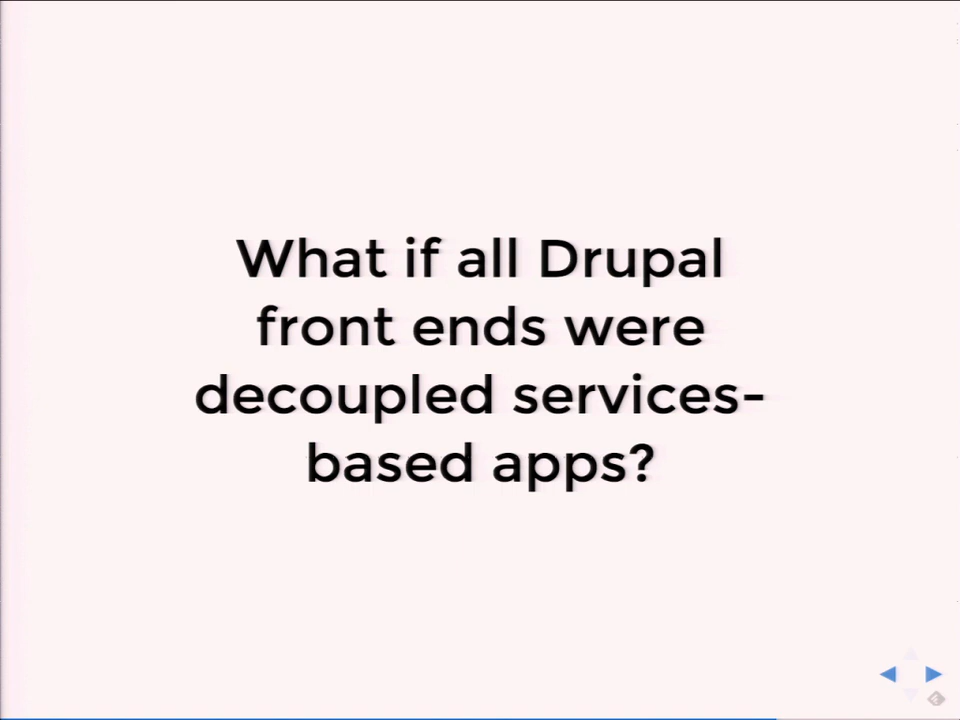 What if all Drupal
front ends were
decoupled services-
based apps?